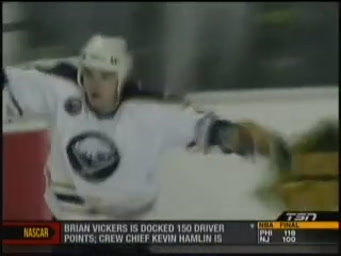 TSN
NASCAR
BRIAN VICKERS IS DOCKED 150 DRIVER
POINTS; CREW CHIEF KEVIN HAMLIN IS
NBA FINAL
PHI 118
NJ 100